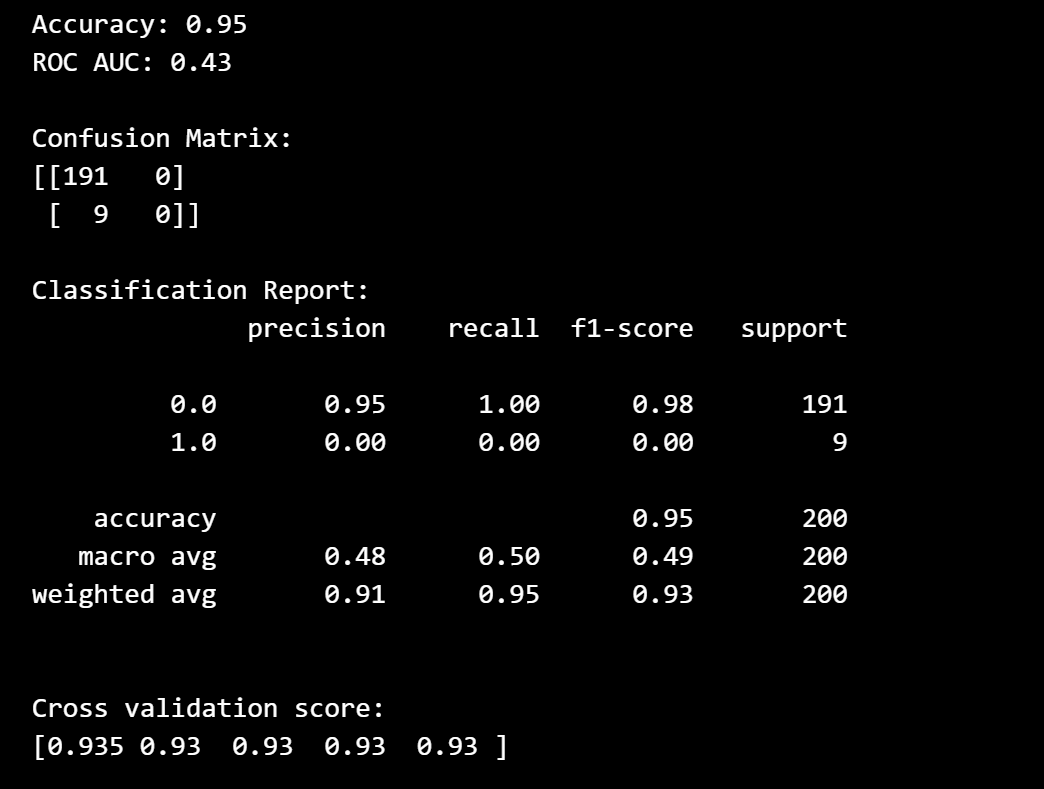 Accuracy: 0.95
ROC AUC: 0.43
Confusion Matrix:
[[191   0]
 [  9   0]]
Classification Report:
              precision    recall  f1-score   support
         0.0       0.95      1.00      0.98       191
         1.0       0.00      0.00      0.00         9
    accuracy                           0.95       200
   macro avg       0.48      0.50      0.49       200
weighted avg       0.91      0.95      0.93       200
Cross validation score:
[0.935 0.93  0.93  0.93  0.93 ]